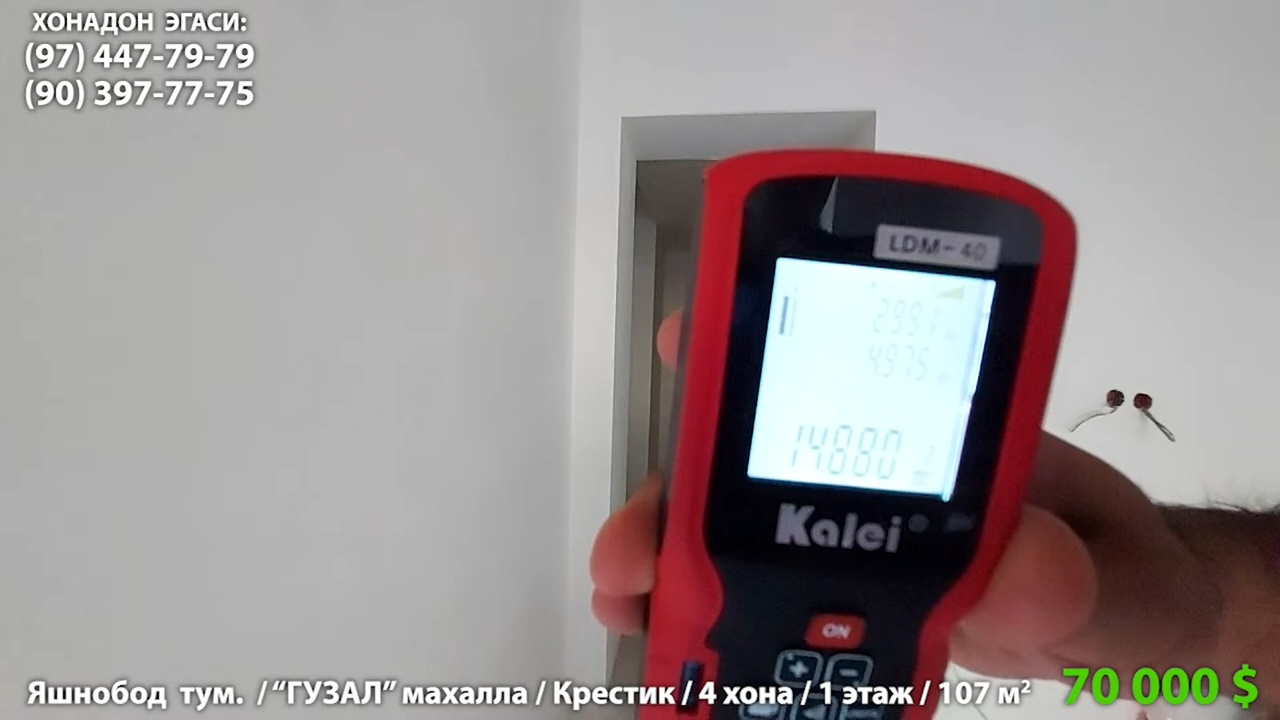 ХОНАДОН ЭГАСИ:
(97) 447-79-79
(90) 397-77-75
LDM-40
2.991
4.975
14.880
Kalei
ON
+ -
Яшнобод тум. / “ГУЗАЛ” махалла / Крестик / 4 хона / 1 этаж / 107 м² 70 000 $